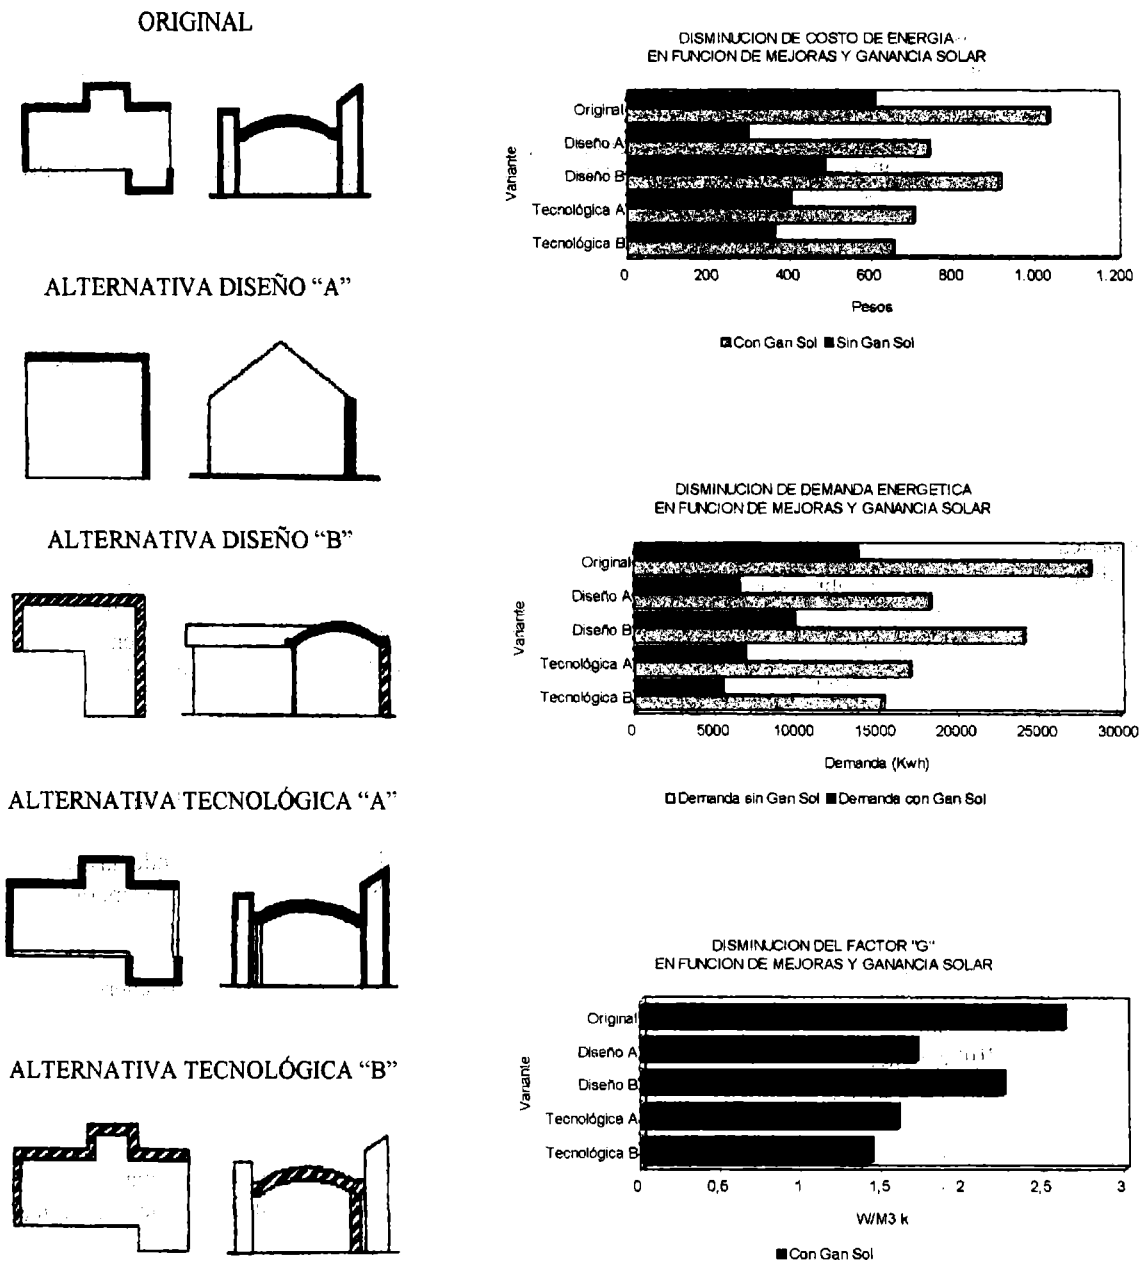 ORIGINAL
ALTERNATIVA DISEÑO “A”
ALTERNATIVA DISEÑO “B”
ALTERNATIVA TECNOLÓGICA “A”
ALTERNATIVA TECNOLÓGICA “B”
DISMINUCION DE COSTO DE ENERGIA
EN FUNCION DE MEJORAS Y GANANCIA SOLAR
Variante
Original
Diseño A
Diseño B
Tecnológica A
Tecnológica B
0 200 400 600 800 1.000 1.200
Pesos
Con Gan Sol Sin Gan Sol
DISMINUCION DE DEMANDA ENERGETICA
EN FUNCION DE MEJORAS Y GANANCIA SOLAR
Variante
Original
Diseño A
Diseño B
Tecnológica A
Tecnológica B
0 5000 10000 15000 20000 25000 30000
Demanda (Kwh)
Demanda sin Gan Sol Demanda con Gan Sol
DISMINUCION DEL FACTOR "G"
EN FUNCION DE MEJORAS Y GANANCIA SOLAR
Variante
Original
Diseño A
Diseño B
Tecnológica A
Tecnológica B
0 0,5 1 1,5 2 2,5 3
W/M3 k
Con Gan Sol